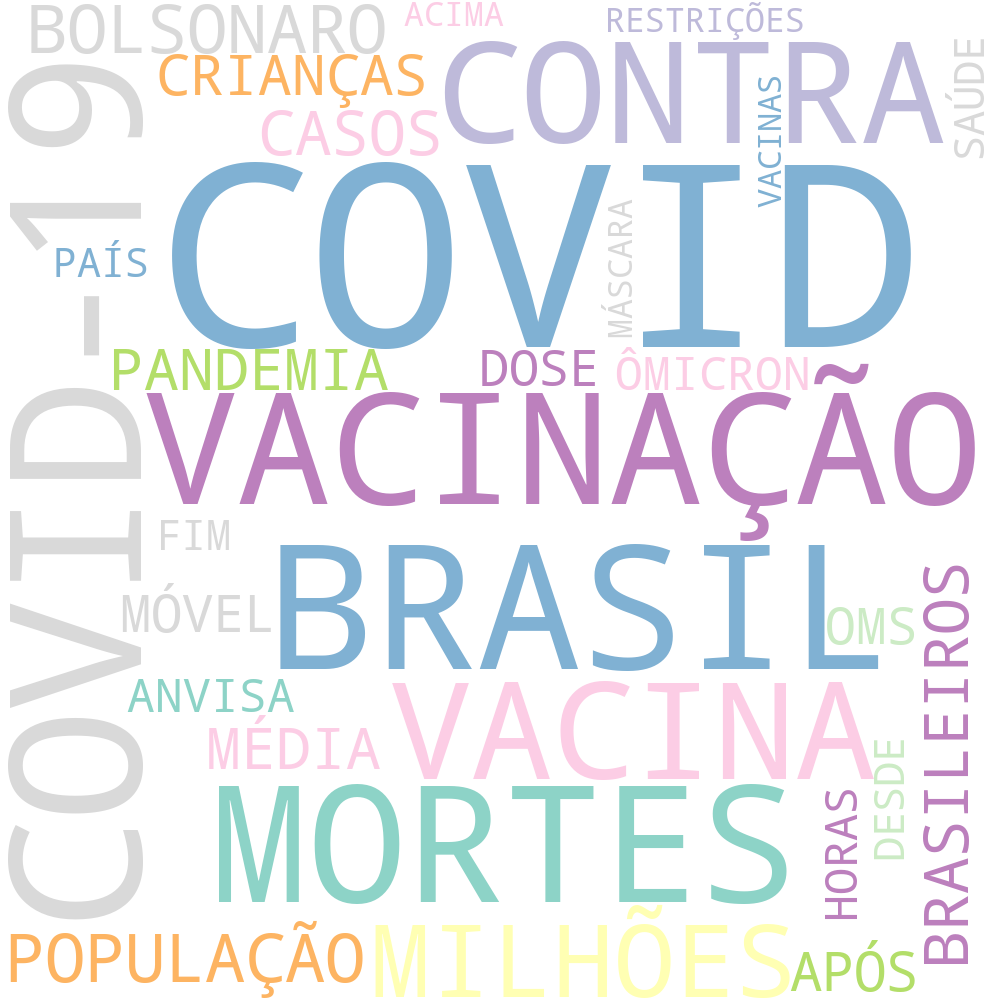 BOLSONARO
ACIMA
RESTRIÇÕES
CRIANÇAS
CONTRA
SAÚDE
CASOS
VACINAS
COVID-19
COVID
MÁSCARA
PAÍS
PANDEMIA
DOSE
ÔMICRON
VACINAÇÃO
FIM
BRASIL
MÓVEL
OMS
BRASILEIROS
ANVISA
VACINA
MÉDIA
DESDE
MORTES
HORAS
POPULAÇÃO
MILHÕES
APÓS